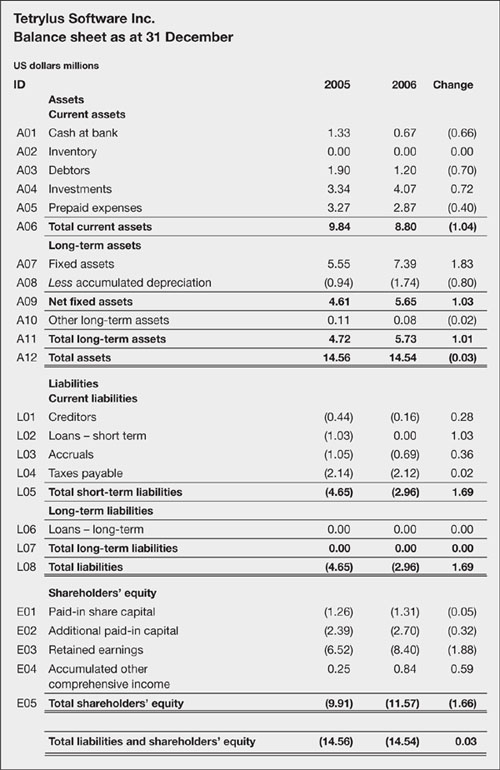 Tetrylus Software Inc.
Balance sheet as at 31 December
US dollars millions
ID 2005 2006 Change
Assets
Current assets
A01 Cash at bank 1.33 0.67 (0.66)
A02 Inventory 0.00 0.00 0.00
A03 Debtors 1.90 1.20 (0.70)
A04 Investments 3.34 4.07 0.72
A05 Prepaid expenses 3.27 2.87 (0.40)
A06 Total current assets 9.84 8.80 (1.04)
Long-term assets
A07 Fixed assets 5.55 7.39 1.83
A08 Less accumulated depreciation (0.94) (1.74) (0.80)
A09 Net fixed assets 4.61 5.65 1.03
A10 Other long-term assets 0.11 0.08 (0.02)
A11 Total long-term assets 4.72 5.73 1.01
A12 Total assets 14.56 14.54 (0.03)
Liabilities
Current liabilities
L01 Creditors (0.44) (0.16) 0.28
L02 Loans – short term (1.03) 0.00 1.03
L03 Accruals (1.05) (0.69) 0.36
L04 Taxes payable (2.14) (2.12) 0.02
L05 Total short-term liabilities (4.65) (2.96) 1.69
Long-term liabilities
L06 Loans – long-term 0.00 0.00 0.00
L07 Total long-term liabilities 0.00 0.00 0.00
L08 Total liabilities (4.65) (2.96) 1.69
Shareholders' equity
E01 Paid-in share capital (1.26) (1.31) (0.05)
E02 Additional paid-in capital (2.39) (2.70) (0.32)
E03 Retained earnings (6.52) (8.40) (1.88)
E04 Accumulated other 0.25 0.84 0.59
comprehensive income
E05 Total shareholders' equity (9.91) (11.57) (1.66)
Total liabilities and shareholders' equity (14.56) (14.54) 0.03